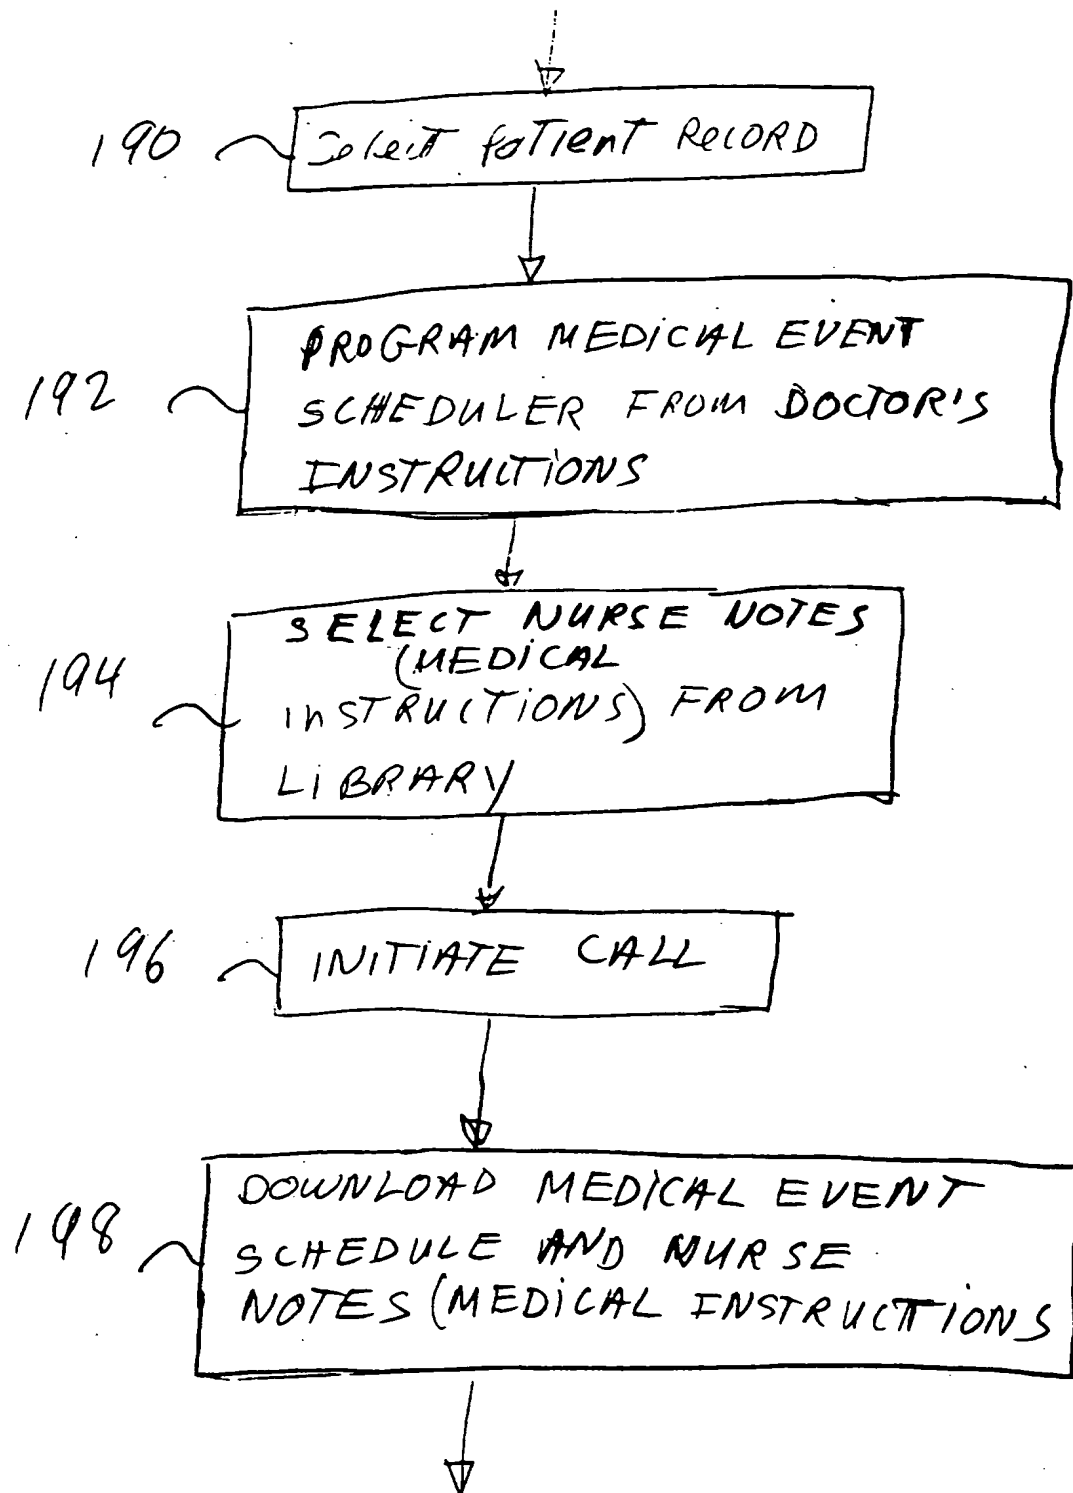 190 Select Patient RECORD
PROGRAM MEDICAL EVENT
192 SCHEDULER FROM DOCTOR'S
INSTRUCTIONS
SELECT NURSE NOTES
(MEDICAL
194 INSTRUCTIONS) FROM
LIBRARY
196 INITIATE CALL
DOWNLOAD MEDICAL EVENT
198 SCHEDULE AND NURSE
NOTES (MEDICAL INSTRUCTIONS